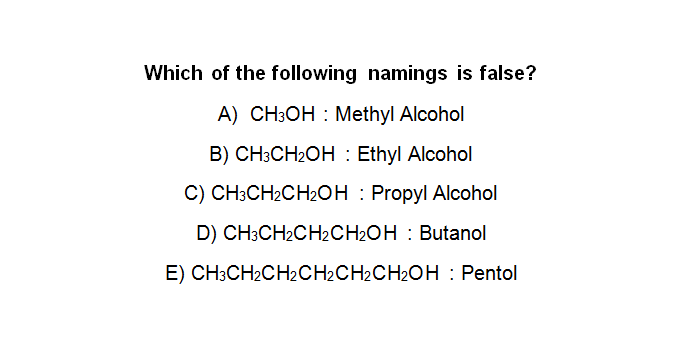 Which of the following namings is false?
A) CH3OH : Methyl Alcohol
B) CH3CH2OH : Ethyl Alcohol
C) CH3CH2CH2OH : Propyl Alcohol
D) CH3CH2CH2CH2OH : Butanol
E) CH3CH2CH2CH2CH2CH2OH : Pentol